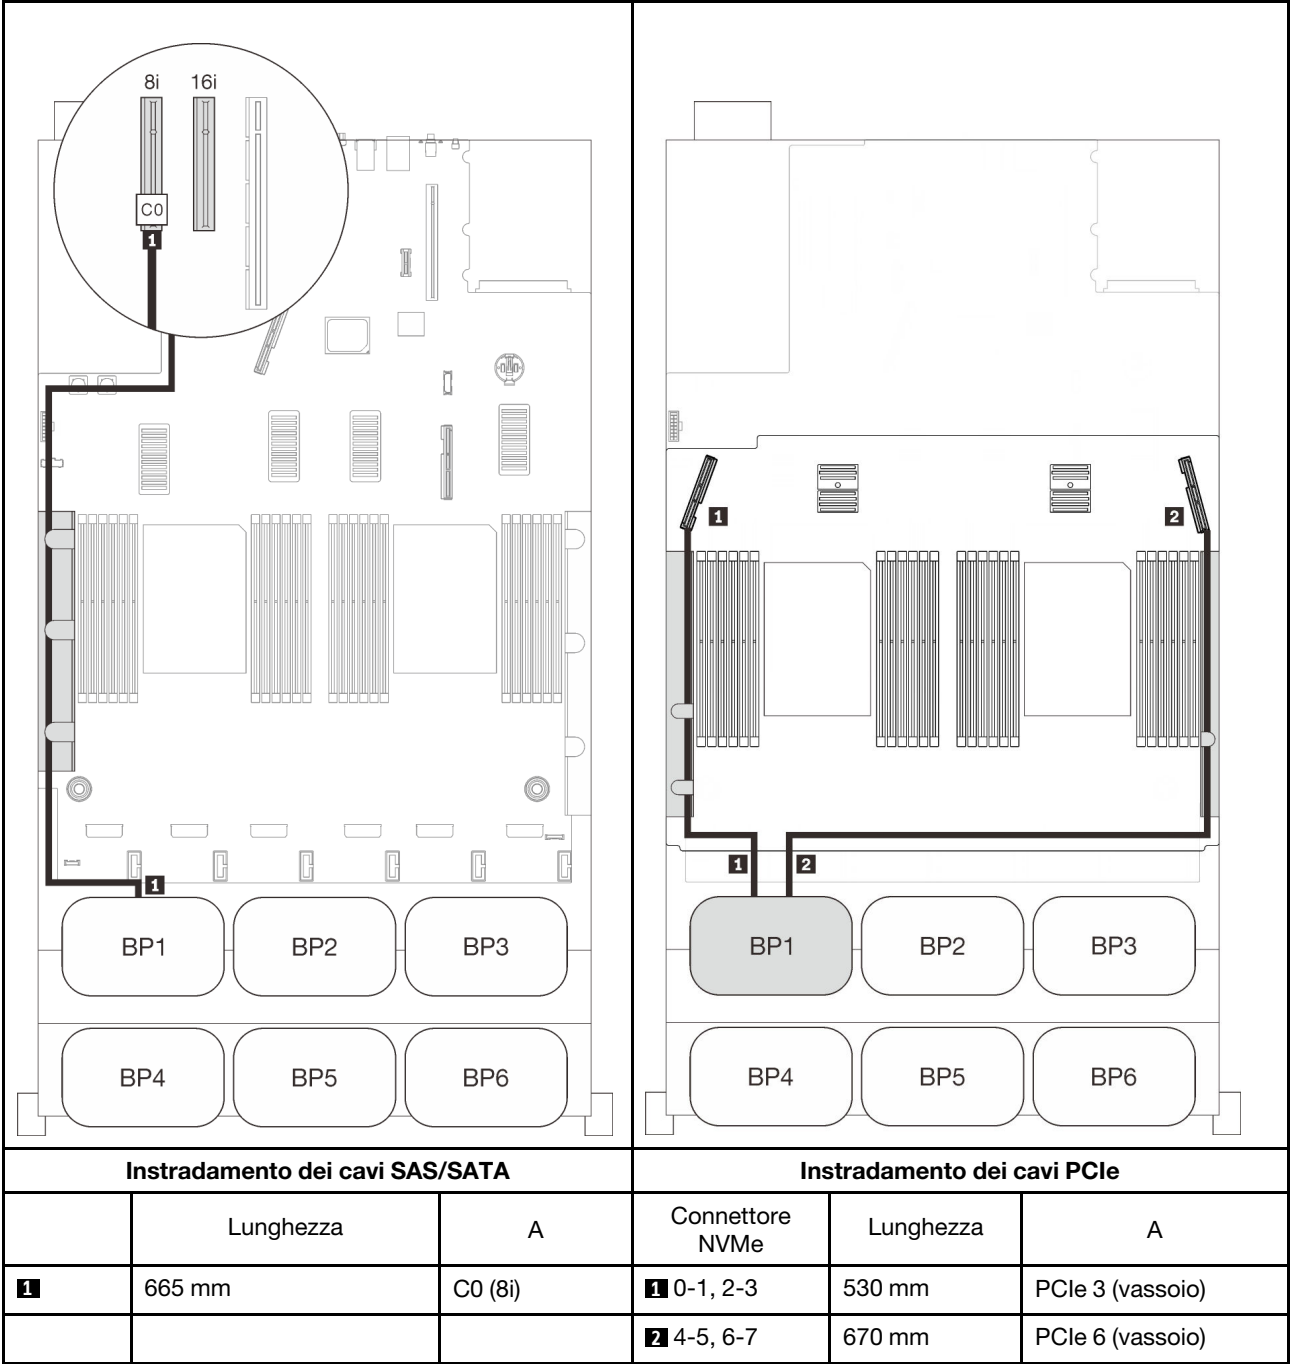 8i 16i
C0
1
1
BP1 BP2 BP3
BP4 BP5 BP6
1 2
1 2
BP1 BP2 BP3
BP4 BP5 BP6
Instradamento dei cavi SAS/SATA
Instradamento dei cavi PCIe
Lunghezza A
Connettore NVMe Lunghezza A
1 665 mm C0 (8i)
1 0-1, 2-3 530 mm PCIe 3 (vassoio)
2 4-5, 6-7 670 mm PCIe 6 (vassoio)